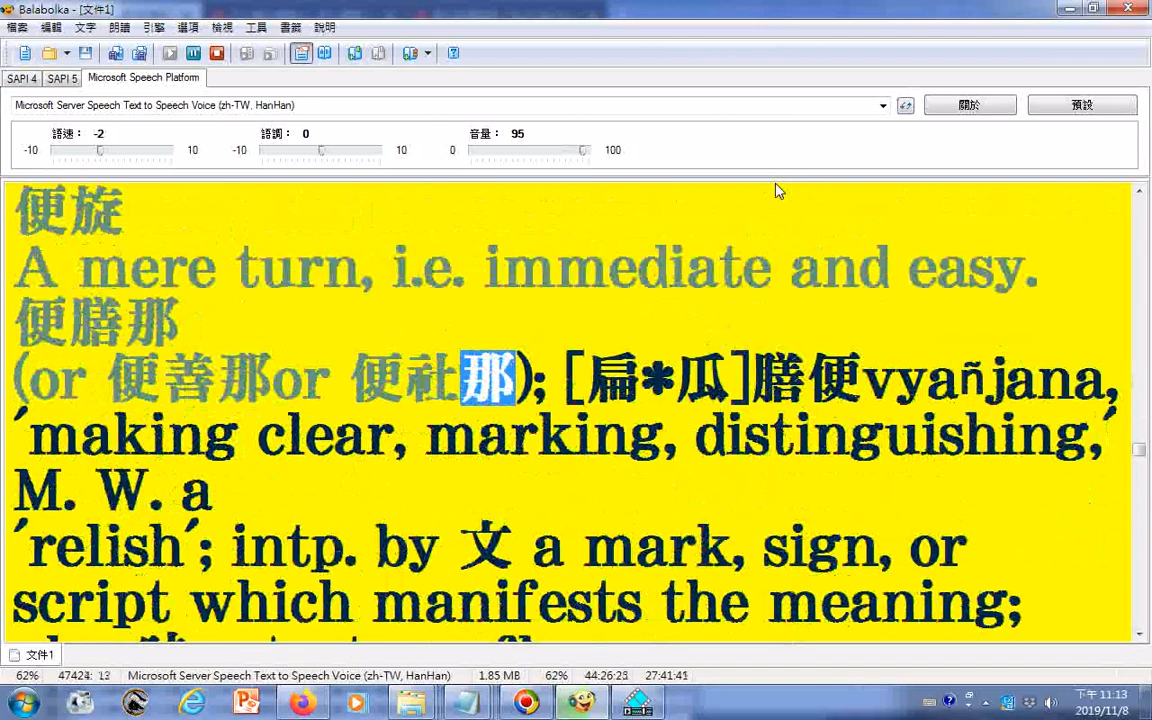 Balabolka - [文件1]
檔案 編輯 文字 朗讀 引擎 選項 檢視 工具 書籤 說明
SAPI 4 SAPI 5 Microsoft Speech Platform
Microsoft Server Speech Text to Speech Voice (zh-TW, HanHan) 關於 預設
語速： -2 語調： 0 音量： 95
-10 10 -10 10 0 100
便旋
A mere turn, i.e. immediate and easy.
便膳那
(or 便善那or 便社那); [扁*瓜]膳便vyañjana,
´making clear, marking, distinguishing,´
M. W. a
´relish´; intp. by 文 a mark, sign, or
script which manifests the meaning;
文件1
62% 47424: 13 Microsoft Server Speech Text to Speech Voice (zh-TW, HanHan) 1.85 MB 62% 44:26:23 27:41:41
下午 11:13
2019/11/8